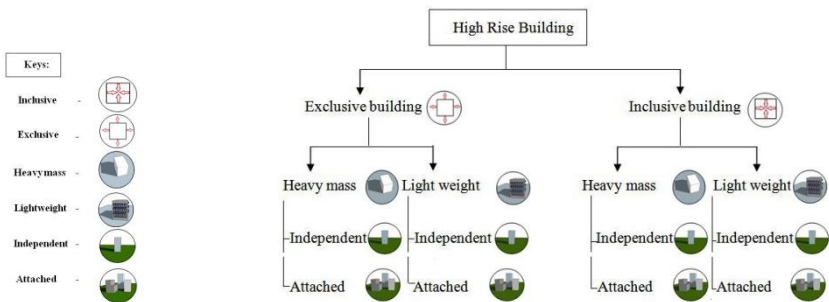 High Rise Building
Keys:
Inclusive -
Exclusive -
Heavy mass -
Lightweight -
Independent -
Attached -
Exclusive building
Inclusive building
Heavy mass
Light weight
Independent
Independent
Attached
Attached
Heavy mass
Light weight
Independent
Independent
Attached
Attached